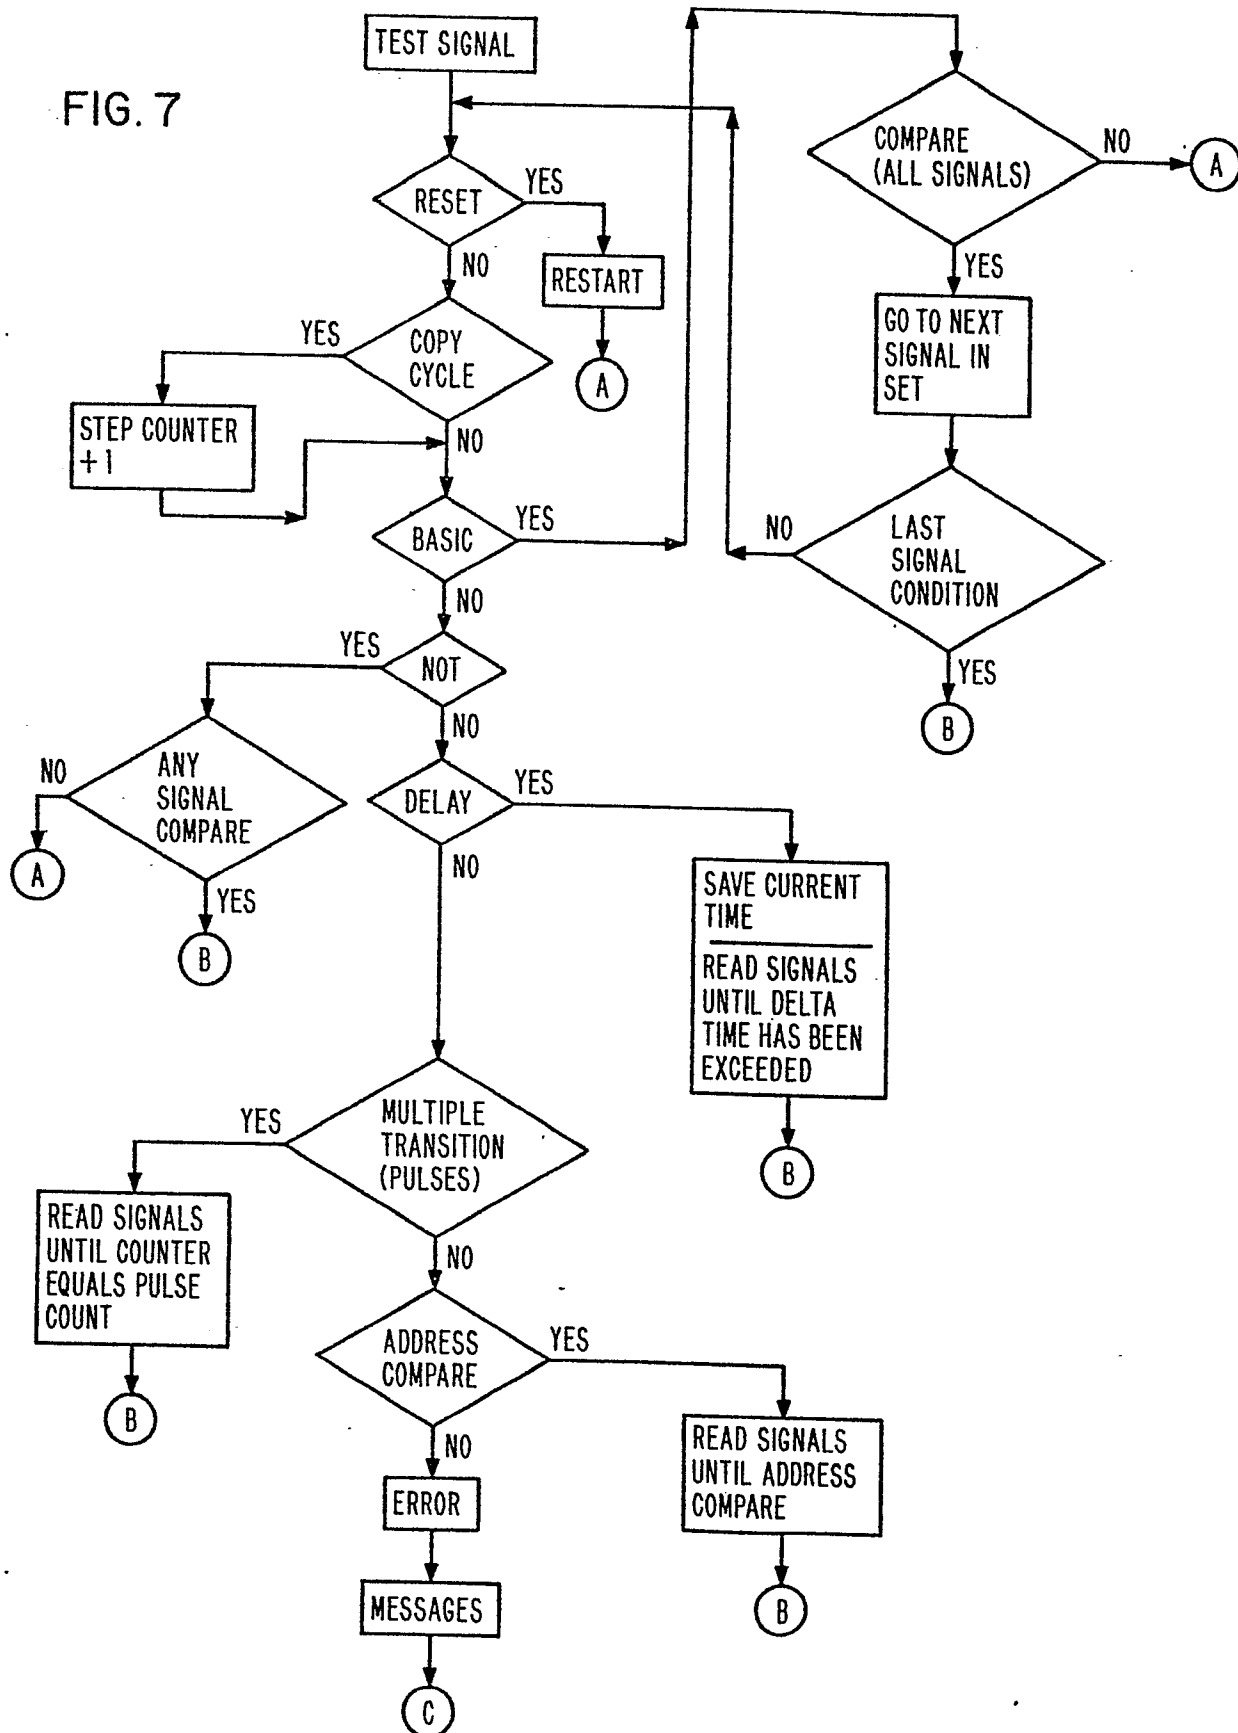 FIG. 7
TEST SIGNAL
RESET
YES
NO
RESTART
A
COPY
CYCLE
YES
NO
STEP COUNTER
+1
BASIC
YES
NO
COMPARE
(ALL SIGNALS)
NO
A
YES
GO TO NEXT
SIGNAL IN
SET
LAST
SIGNAL
CONDITION
NO
YES
B
NOT
YES
NO
ANY
SIGNAL
COMPARE
NO
A
YES
B
DELAY
YES
NO
SAVE CURRENT
TIME
READ SIGNALS
UNTIL DELTA
TIME HAS BEEN
EXCEEDED
B
MULTIPLE
TRANSITION
(PULSES)
YES
NO
READ SIGNALS
UNTIL COUNTER
EQUALS PULSE
COUNT
B
ADDRESS
COMPARE
YES
NO
READ SIGNALS
UNTIL ADDRESS
COMPARE
B
ERROR
MESSAGES
C